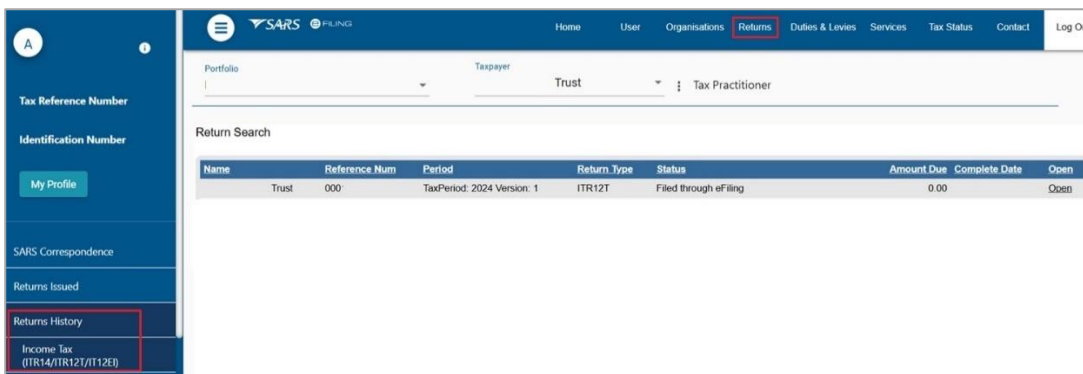 A
SARS eFILING
Home User Organisations Returns Duties & Levies Services Tax Status Contact Log O
Portfolio Taxpayer
Trust Tax Practitioner
Tax Reference Number
Identification Number
My Profile
Return Search
Name Reference Num Period Return Type Status Amount Due Complete Date Open
Trust 000 TaxPeriod: 2024 Version: 1 ITR12T Filed through eFiling 0.00 Open
SARS Correspondence
Returns Issued
Returns History
Income Tax
(ITR14/ITR12T/IT12EI)